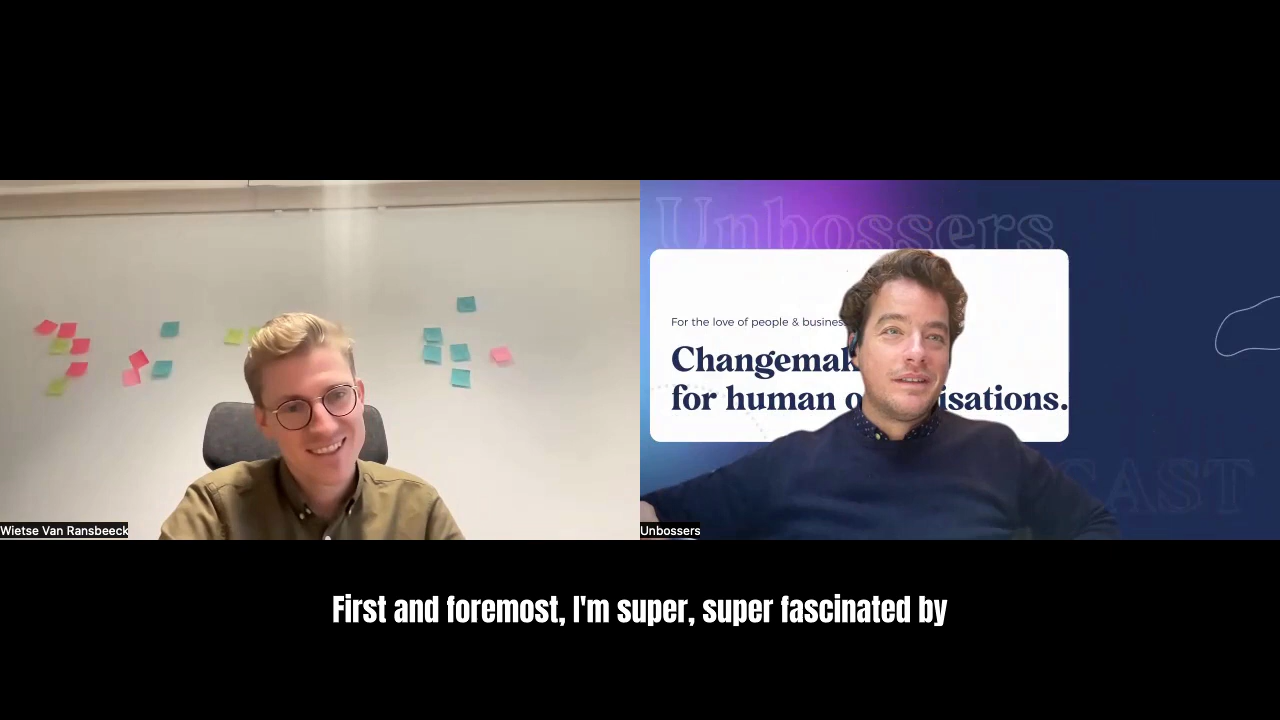 Unbossers
For the love of people & business
Changemak
for human o isations.
CAST
Wietse Van Ransbeeck
Unbossers
First and foremost, I'm super, super fascinated by